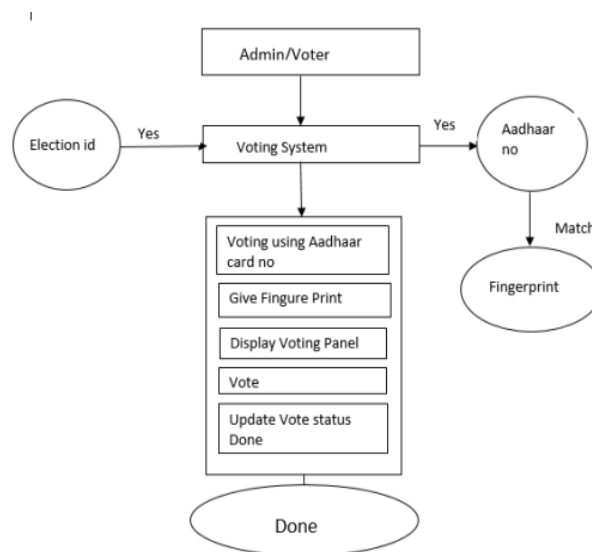 Admin/Voter
Election id
Yes
Voting System
Yes
Aadhaar
no
Match
Fingerprint
Voting using Aadhaar
card no
Give Fingure Print
Display Voting Panel
Vote
Update Vote status
Done
Done